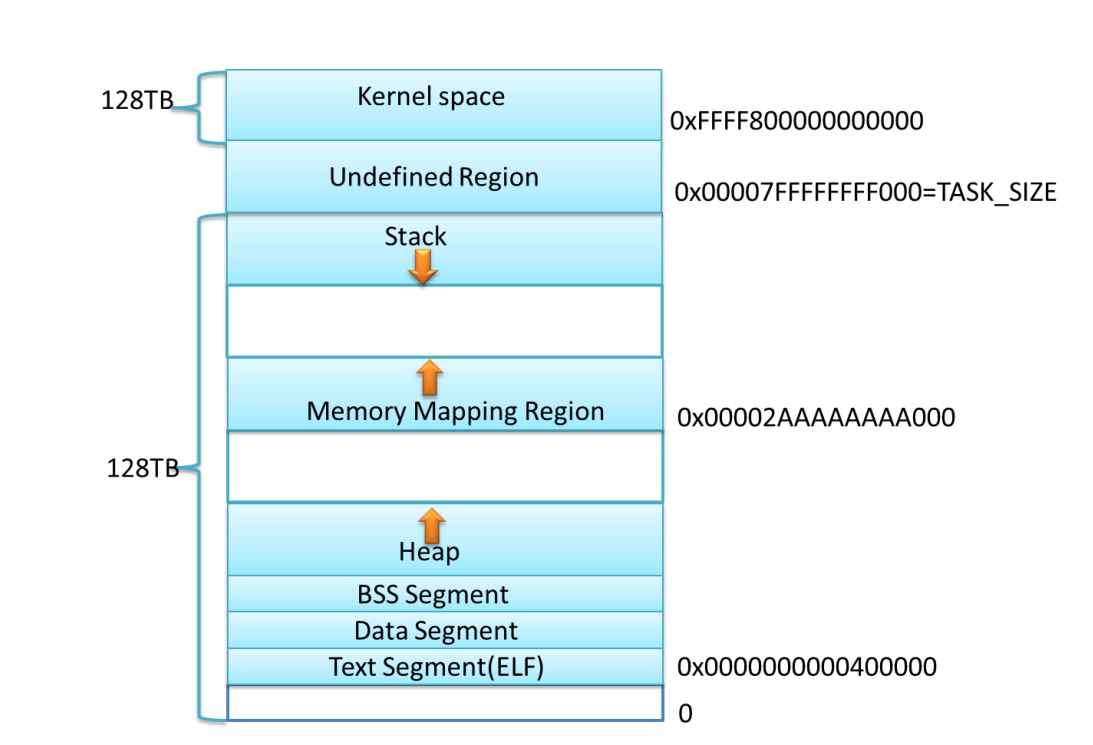 128TB
Kernel space
0xFFFF800000000000
Undefined Region
0x00007FFFFFFFF000=TASK_SIZE
Stack
Memory Mapping Region
0x00002AAAAAAAA000
128TB
Heap
BSS Segment
Data Segment
Text Segment(ELF)
0x0000000000400000
0